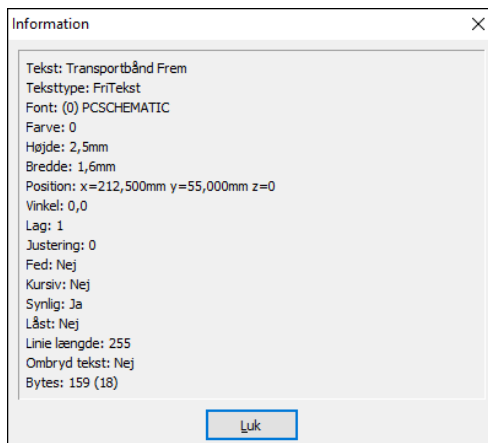 Information
Tekst: Transportbånd Frem
Teksttype: FriTekst
Font: (0) PCSCHEMATIC
Farve: 0
Højde: 2,5mm
Bredde: 1,6mm
Position: x=212,500mm y=55,000mm z=0
Vinkel: 0,0
Lag: 1
Justering: 0
Fed: Nej
Kursiv: Nej
Synlig: Ja
Låst: Nej
Linie længde: 255
Ombryd tekst: Nej
Bytes: 159 (18)
Luk